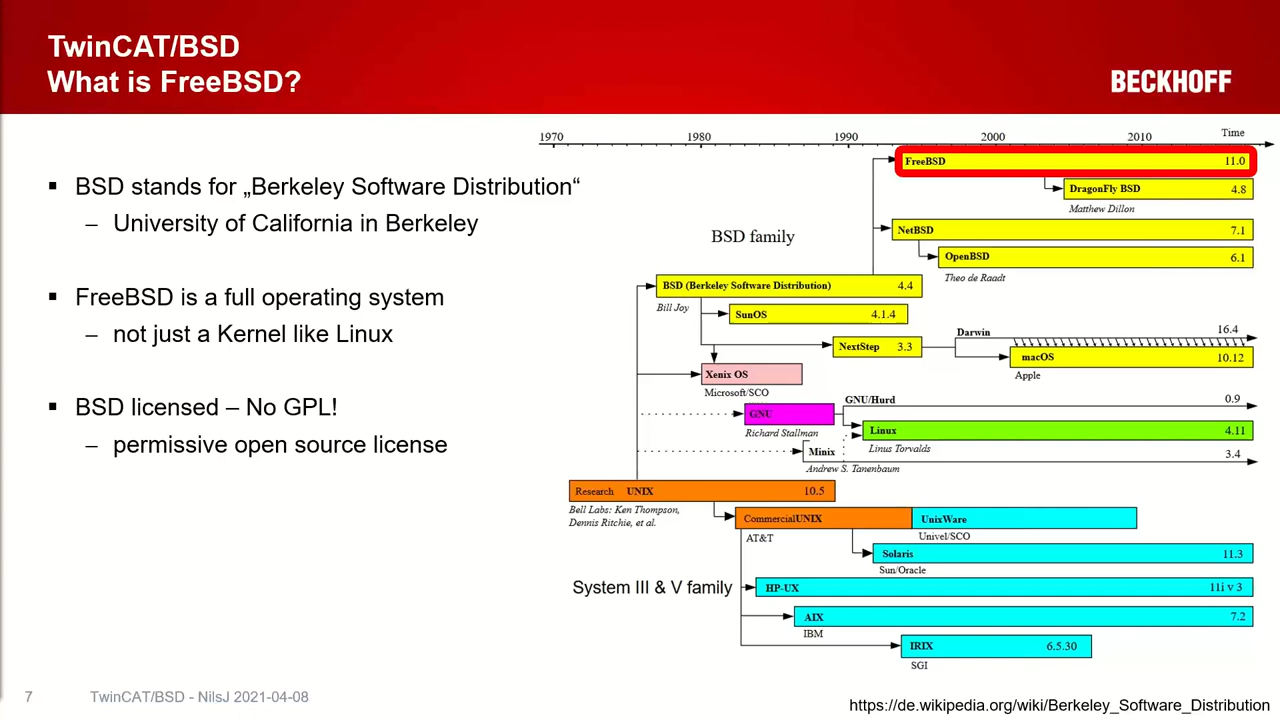 TwinCAT/BSD
What is FreeBSD?
BECKHOFF
▪ BSD stands for „Berkeley Software Distribution“
– University of California in Berkeley
▪ FreeBSD is a full operating system
– not just a Kernel like Linux
▪ BSD licensed – No GPL!
– permissive open source license
1970 1980 1990 2000 2010 Time
FreeBSD 11.0
DragonFly BSD 4.8
Matthew Dillon
BSD family
NetBSD 7.1
OpenBSD 6.1
Theo de Raadt
BSD (Berkeley Software Distribution) 4.4
Bill Joy
SunOS 4.1.4
Darwin 16.4
NextStep 3.3
macOS 10.12
Apple
Xenix OS
Microsoft/SCO
GNU/Hurd 0.9
GNU
Richard Stallman
Linux 4.11
Linus Torvalds
Minix 3.4
Andrew S. Tanenbaum
Research UNIX 10.5
Bell Labs: Ken Thompson,
Dennis Ritchie, et al.
CommercialUNIX
AT&T
UnixWare
Univel/SCO
Solaris 11.3
Sun/Oracle
System III & V family
HP-UX 11i v 3
AIX 7.2
IBM
IRIX 6.5.30
SGI
7 TwinCAT/BSD - NilsJ 2021-04-08
https://de.wikipedia.org/wiki/Berkeley_Software_Distribution